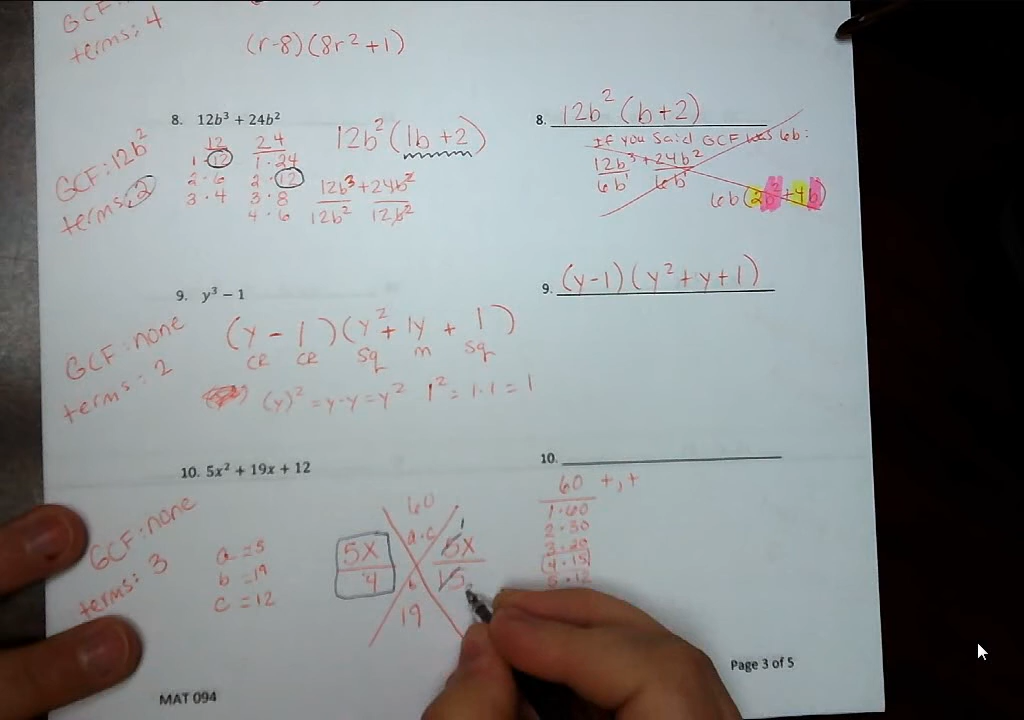 GCF:
terms: 4
(r-8)(8r²+1)
8. 12b³ + 24b²
GCF: 12b²
terms: 2
12
1·12
2·6
3·4
24
1·24
2·12
3·8
4·6
12b²(1b+2)
12b³+24b²
12b² 12b²
8. 12b²(b+2)
If you said GCF was 6b:
12b³+24b²
6b¹ 6b¹
6b(2b²+4b)
9. y³ – 1
GCF: none
terms: 2
(y - 1)(y² + 1y + 1)
CR CR Sq m Sq
(y)² = y·y = y² 1² = 1·1 = 1
9. (y-1)(y²+y+1)
10. 5x² + 19x + 12
GCF: none
terms: 3
a = 5
b = 19
c = 12
60
a·c
5x
4
b
19
1
5x
15
10.
60 +,+
1·60
2·30
3·20
4·15
5·12
Page 3 of 5
MAT 094